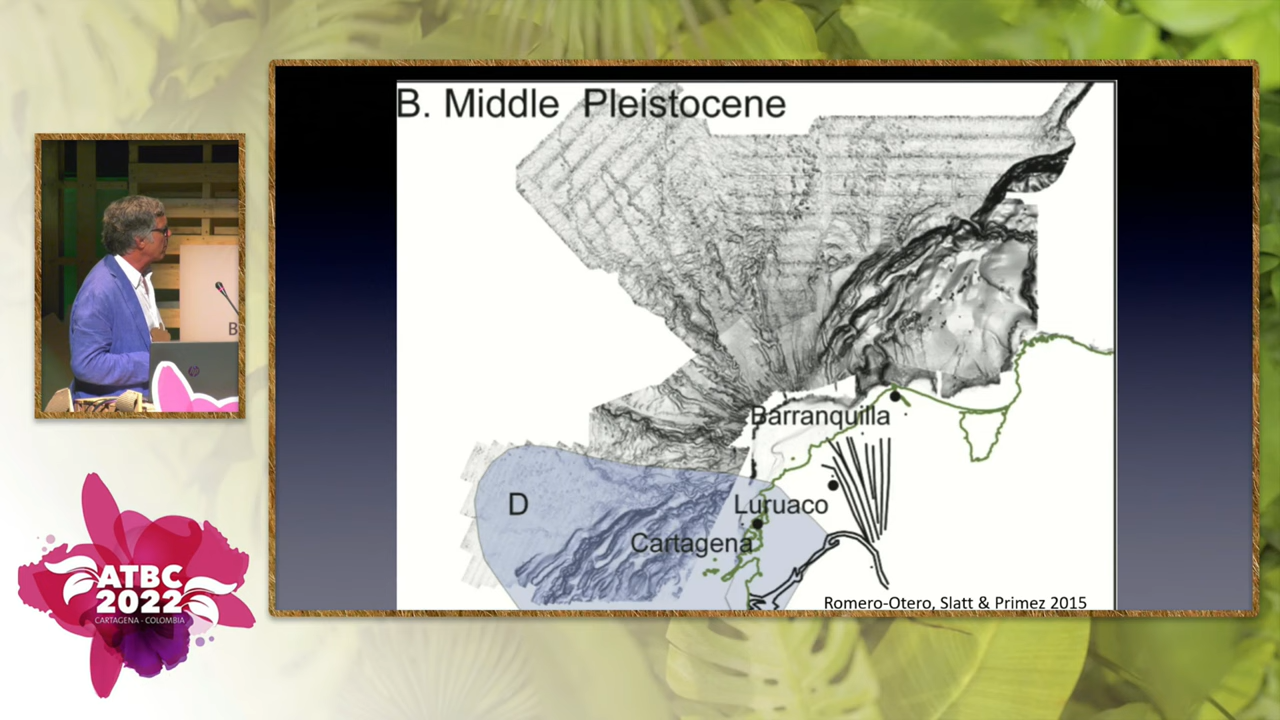 B. Middle Pleistocene
Barranquilla
D
Luruaco
Cartagena
Romero-Otero, Slatt & Primez 2015
B
ATBC
2022
CARTAGENA - COLOMBIA